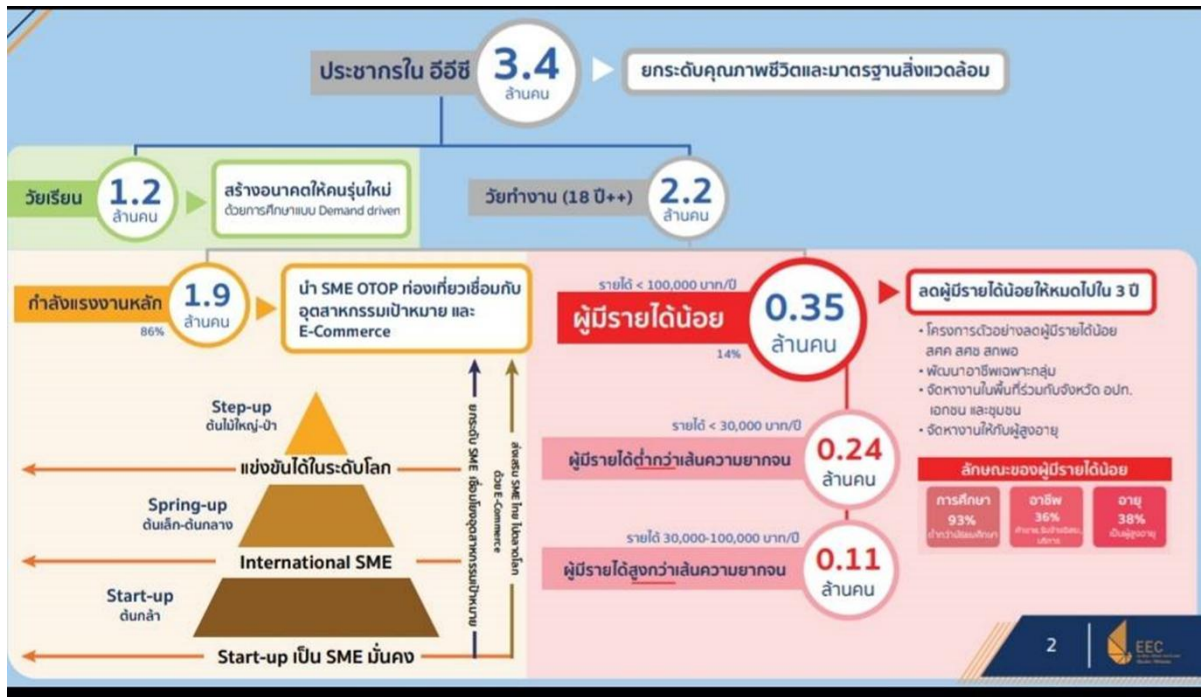 ประชากรใน อีอีซี
3.4
ล้านคน
ยกระดับคุณภาพชีวิตและมาตรฐานสิ่งแวดล้อม
วัยเรียน
1.2
ล้านคน
สร้างอนาคตให้คนรุ่นใหม่
ด้วยการศึกษาแบบ Demand driven
วัยทำงาน (18 ปี++)
2.2
ล้านคน
กำลังแรงงานหลัก
86%
1.9
ล้านคน
นำ SME OTOP ท่องเที่ยวเชื่อมกับ
อุตสาหกรรมเป้าหมาย และ
E-Commerce
Step-up
ต้นไม้ใหญ่-ป่า
แข่งขันได้ในระดับโลก
Spring-up
ต้นเล็ก-ต้นกลาง
International SME
Start-up
ต้นกล้า
Start-up เป็น SME มั่นคง
ยกระดับ SME เชื่อมโยงอุตสาหกรรมเป้าหมาย
ส่งเสริม SME ไทย ไปตลาดโลก
ด้วย E-Commerce
รายได้ < 100,000 บาท/ปี
ผู้มีรายได้น้อย
14%
0.35
ล้านคน
ลดผู้มีรายได้น้อยให้หมดไปใน 3 ปี
• โครงการตัวอย่างลดผู้มีรายได้น้อย
สศค สศช สกพอ
• พัฒนาอาชีพเฉพาะกลุ่ม
• จัดหางานในพื้นที่ร่วมกับจังหวัด อปท.
เอกชน และชุมชน
• จัดหางานให้กับผู้สูงอายุ
รายได้ < 30,000 บาท/ปี
ผู้มีรายได้ต่ำกว่าเส้นความยากจน
0.24
ล้านคน
รายได้ 30,000-100,000 บาท/ปี
ผู้มีรายได้สูงกว่าเส้นความยากจน
0.11
ล้านคน
ลักษณะของผู้มีรายได้น้อย
การศึกษา
93%
ต่ำกว่ามัธยมศึกษา
อาชีพ
36%
บริการ
อายุ
38%
เป็นผู้สูงอายุ
2
EEC